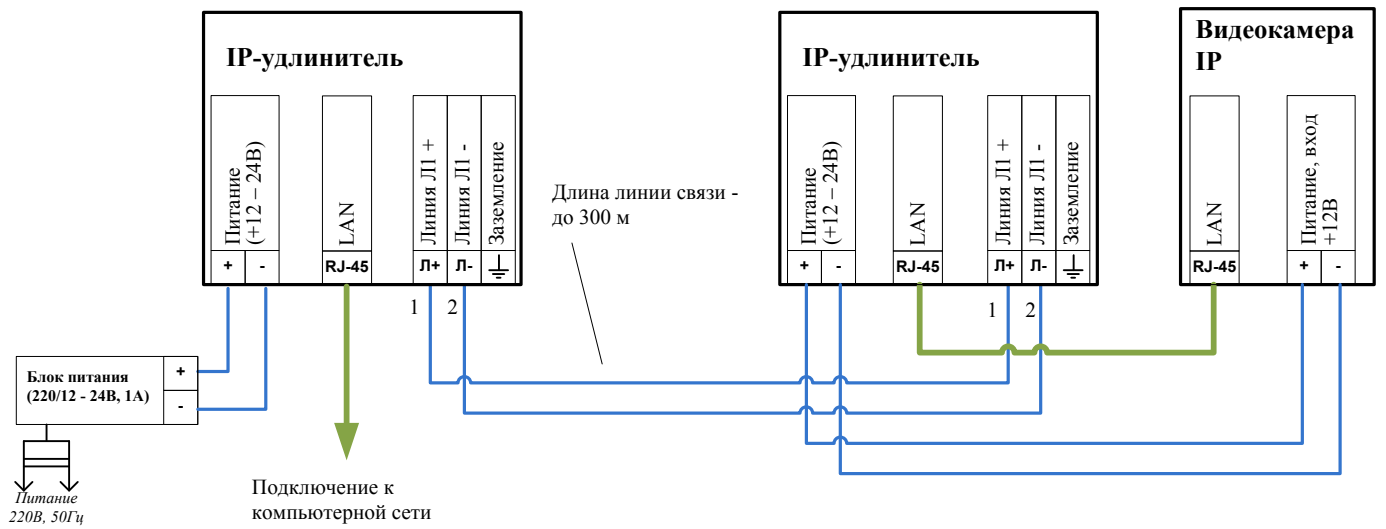 IP-удлинитель
Питание
(+12 – 24В)
LAN
Линия Л1 +
Линия Л1 -
Заземление
+
-
RJ-45
Л+
Л-
1
2
Блок питания
(220/12 - 24В, 1А)
+
-
Питание
220В, 50Гц
Подключение к
компьютерной сети
Длина линии связи -
до 300 м
IP-удлинитель
Питание
(+12 – 24В)
LAN
Линия Л1 +
Линия Л1 -
Заземление
+
-
RJ-45
Л+
Л-
1
2
Видеокамера
IP
LAN
Питание, вход
+12В
RJ-45
+
-